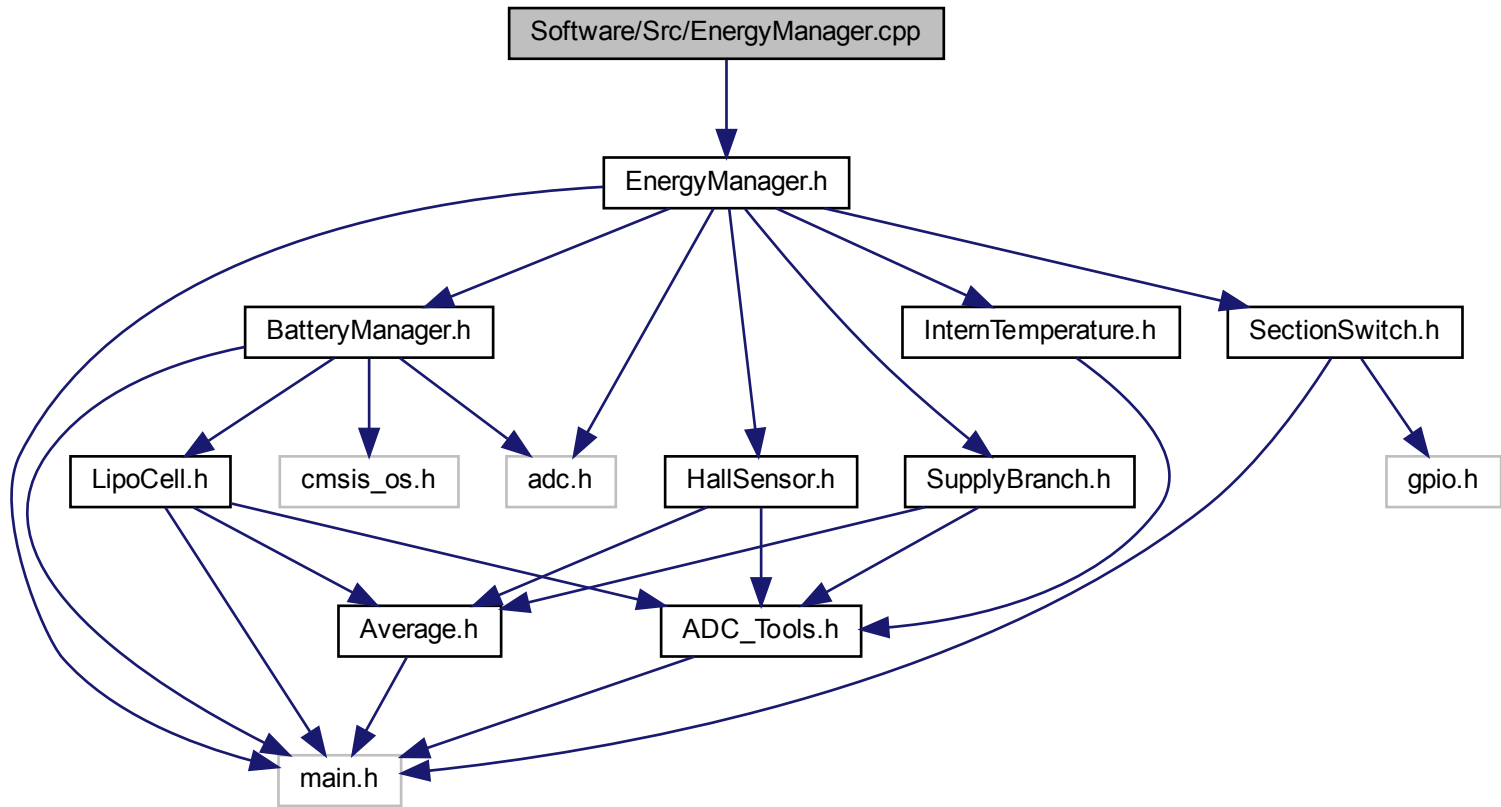 Software/Src/EnergyManager.cpp
EnergyManager.h
BatteryManager.h
InternTemperature.h
SectionSwitch.h
LipoCell.h
cmsis_os.h
adc.h
HallSensor.h
SupplyBranch.h
gpio.h
Average.h
ADC_Tools.h
main.h